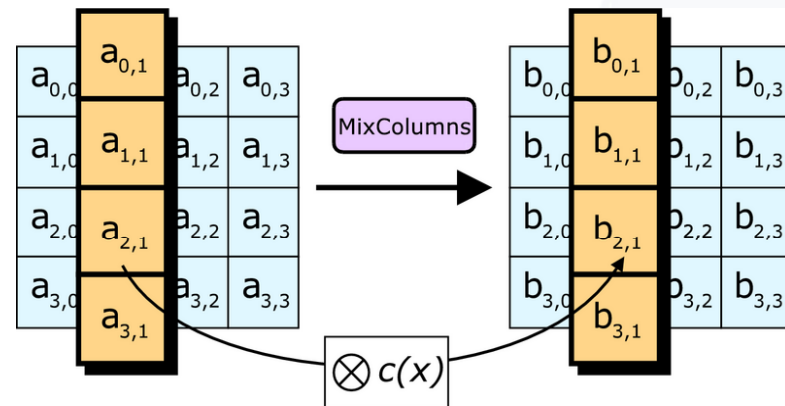 a0,0 a0,1 a0,2 a0,3
a1,0 a1,1 a1,2 a1,3
a2,0 a2,1 a2,2 a2,3
a3,0 a3,1 a3,2 a3,3
MixColumns
b0,0 b0,1 b0,2 b0,3
b1,0 b1,1 b1,2 b1,3
b2,0 b2,1 b2,2 b2,3
b3,0 b3,1 b3,2 b3,3
⊗ c(x)